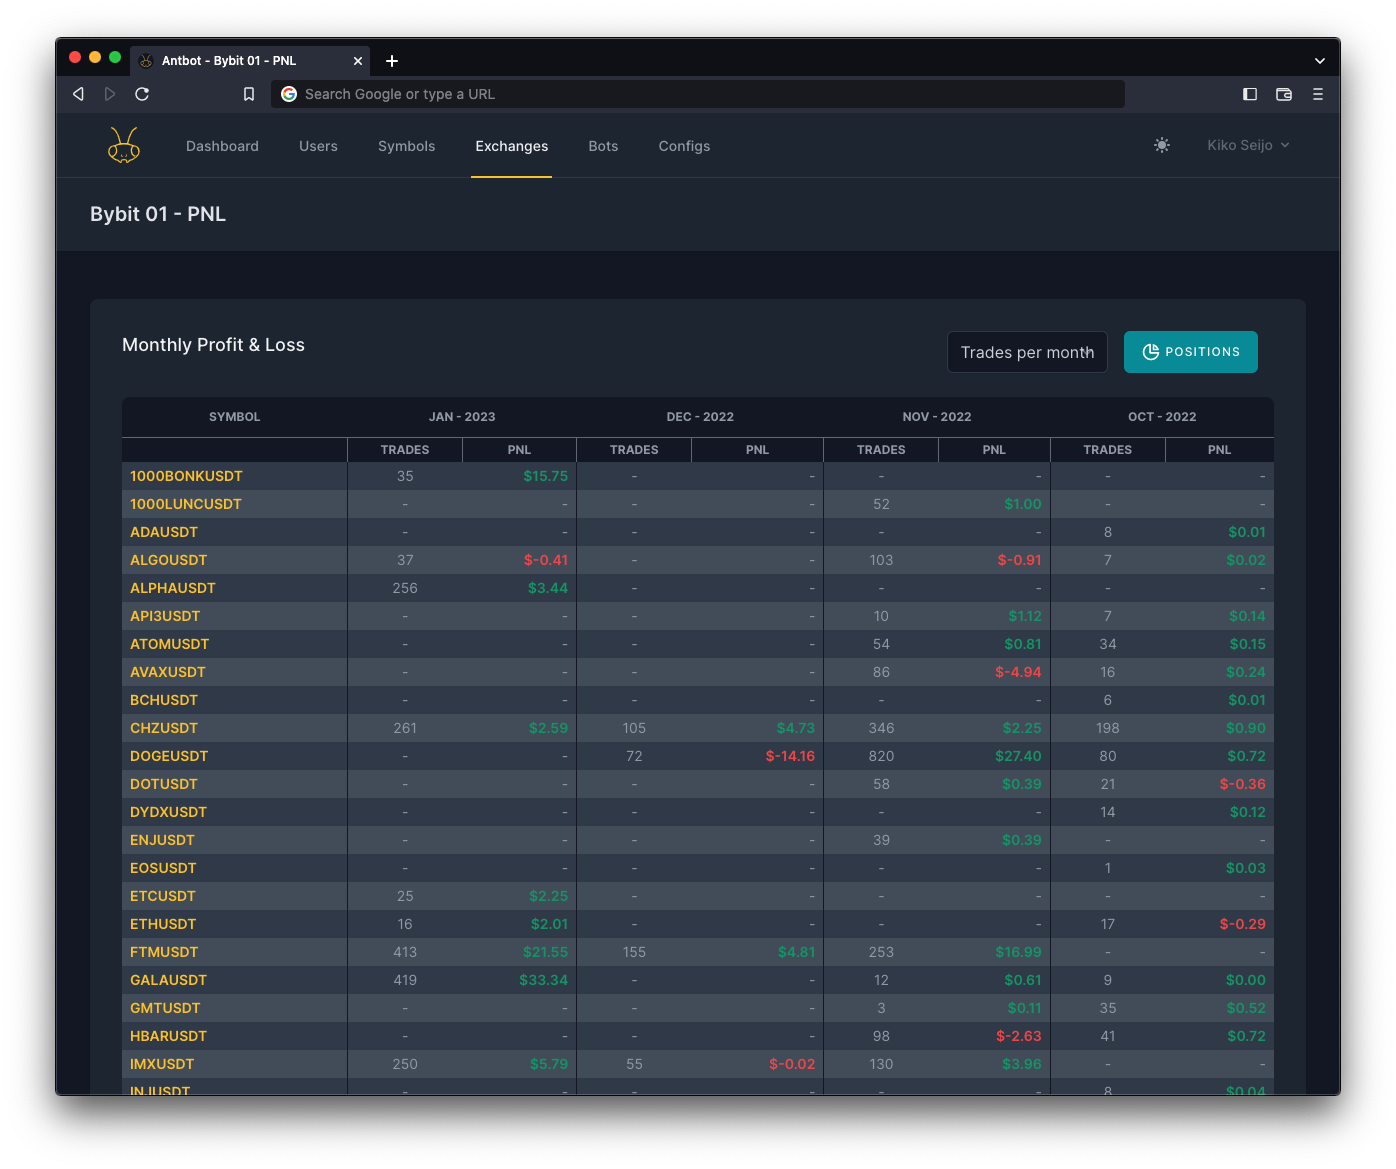 Antbot - Bybit 01 - PNL
Search Google or type a URL
Dashboard Users Symbols Exchanges Bots Configs Kiko Seijo
Bybit 01 - PNL
Monthly Profit & Loss Trades per month POSITIONS
SYMBOL JAN - 2023 DEC - 2022 NOV - 2022 OCT - 2022
TRADES PNL TRADES PNL TRADES PNL TRADES PNL
1000BONKUSDT 35 $15.75 - - - - - -
1000LUNCUSDT - - - - 52 $1.00 - -
ADAUSDT - - - - - - 8 $0.01
ALGOUSDT 37 $-0.41 - - 103 $-0.91 7 $0.02
ALPHAUSDT 256 $3.44 - - - - - -
API3USDT - - - - 10 $1.12 7 $0.14
ATOMUSDT - - - - 54 $0.81 34 $0.15
AVAXUSDT - - - - 86 $-4.94 16 $0.24
BCHUSDT - - - - - - 6 $0.01
CHZUSDT 261 $2.59 105 $4.73 346 $2.25 198 $0.90
DOGEUSDT - - 72 $-14.16 820 $27.40 80 $0.72
DOTUSDT - - - - 58 $0.39 21 $-0.36
DYDXUSDT - - - - - - 14 $0.12
ENJUSDT - - - - 39 $0.39 - -
EOSUSDT - - - - - - 1 $0.03
ETCUSDT 25 $2.25 - - - - - -
ETHUSDT 16 $2.01 - - - - 17 $-0.29
FTMUSDT 413 $21.55 155 $4.81 253 $16.99 - -
GALAUSDT 419 $33.34 - - 12 $0.61 9 $0.00
GMTUSDT - - - - 3 $0.11 35 $0.52
HBARUSDT - - - - 98 $-2.63 41 $0.72
IMXUSDT 250 $5.79 55 $-0.02 130 $3.96 - -
INJUSDT - - - - - - 8 $0.04